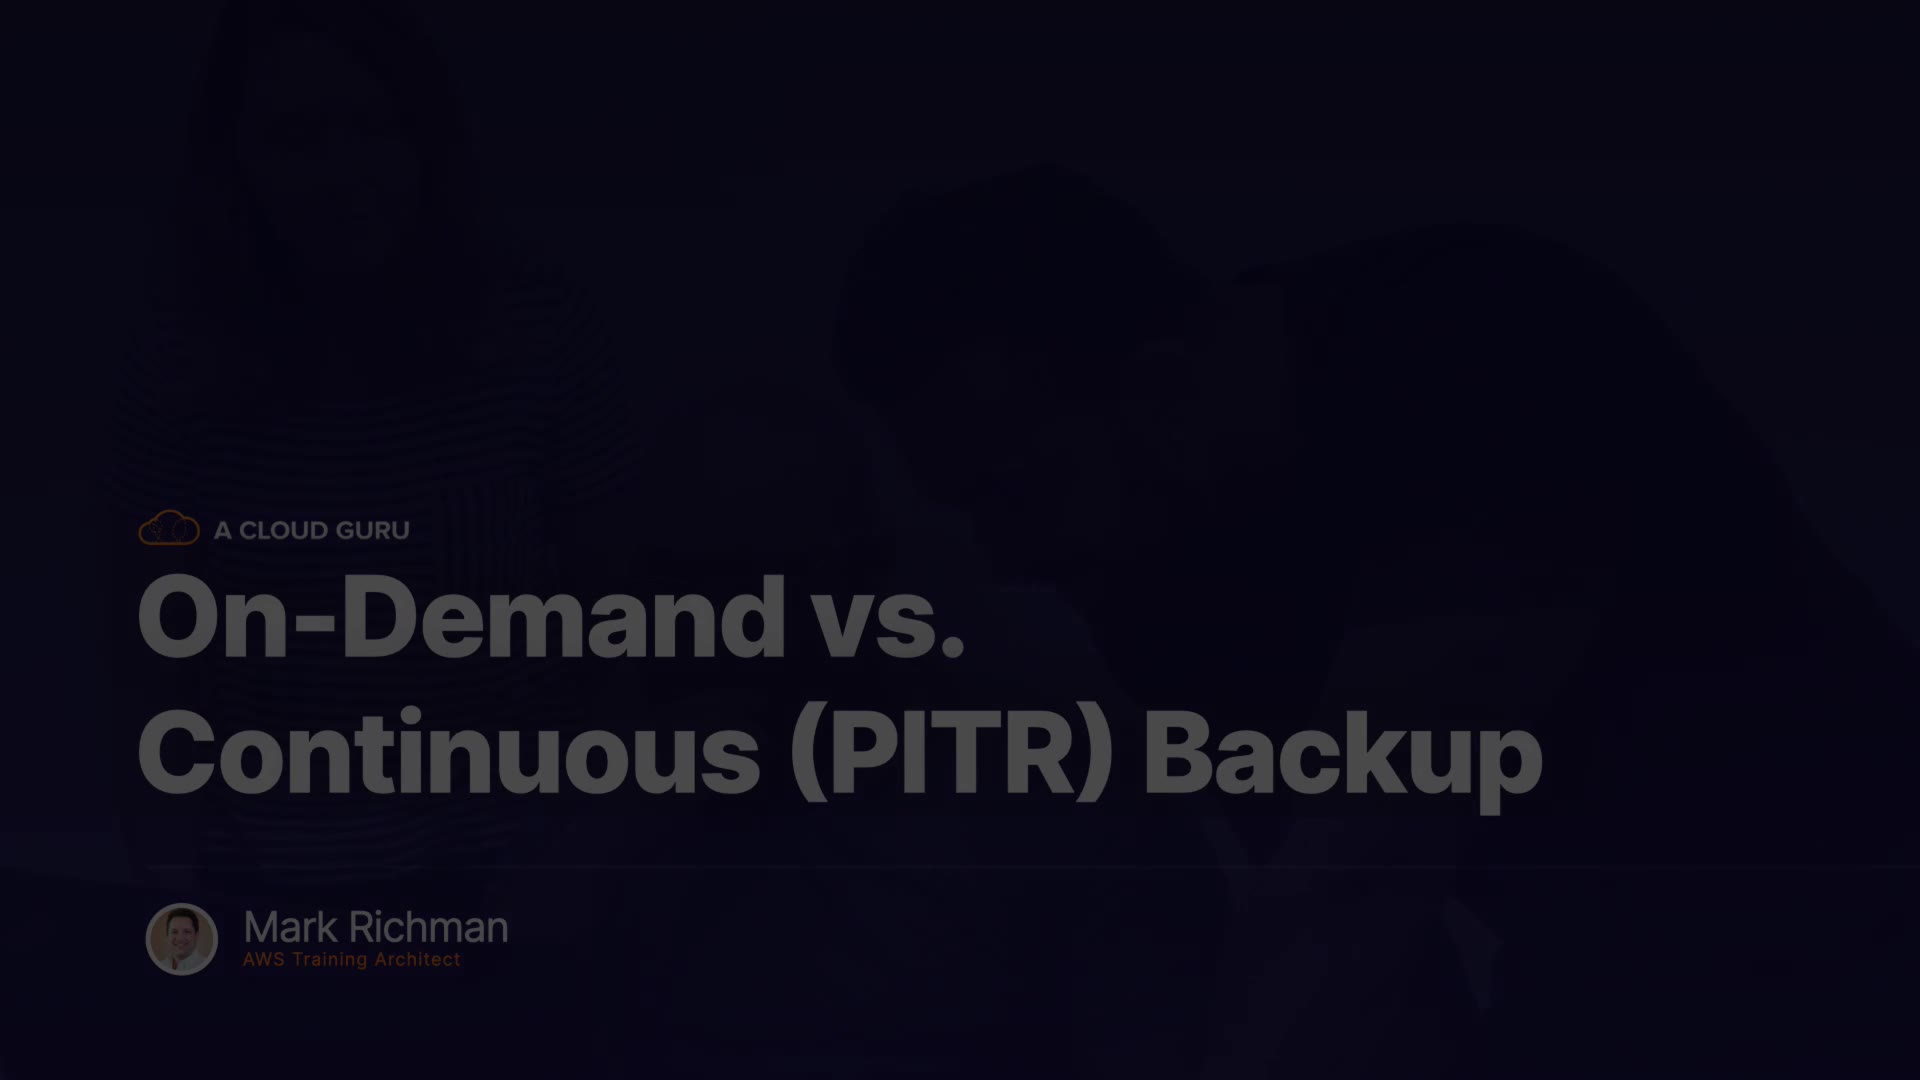 A CLOUD GURU
On-Demand vs.
Continuous (PITR) Backup
Mark Richman
AWS Training Architect